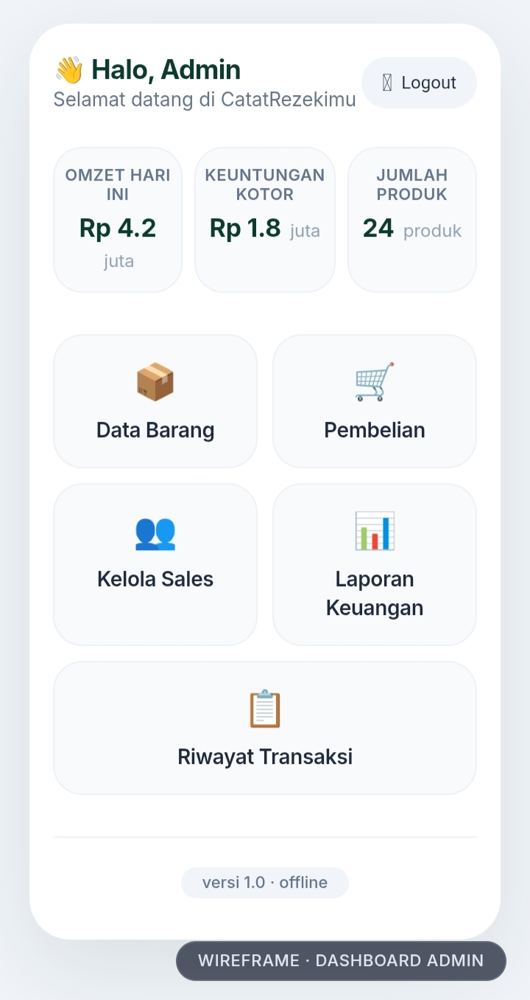 👋 Halo, Admin
Selamat datang di CatatRezekimu
Logout
OMZET HARI
INI
Rp 4.2
juta
KEUNTUNGAN
KOTOR
Rp 1.8 juta
JUMLAH
PRODUK
24 produk
Data Barang
Pembelian
Kelola Sales
Laporan
Keuangan
Riwayat Transaksi
versi 1.0 · offline
WIREFRAME · DASHBOARD ADMIN